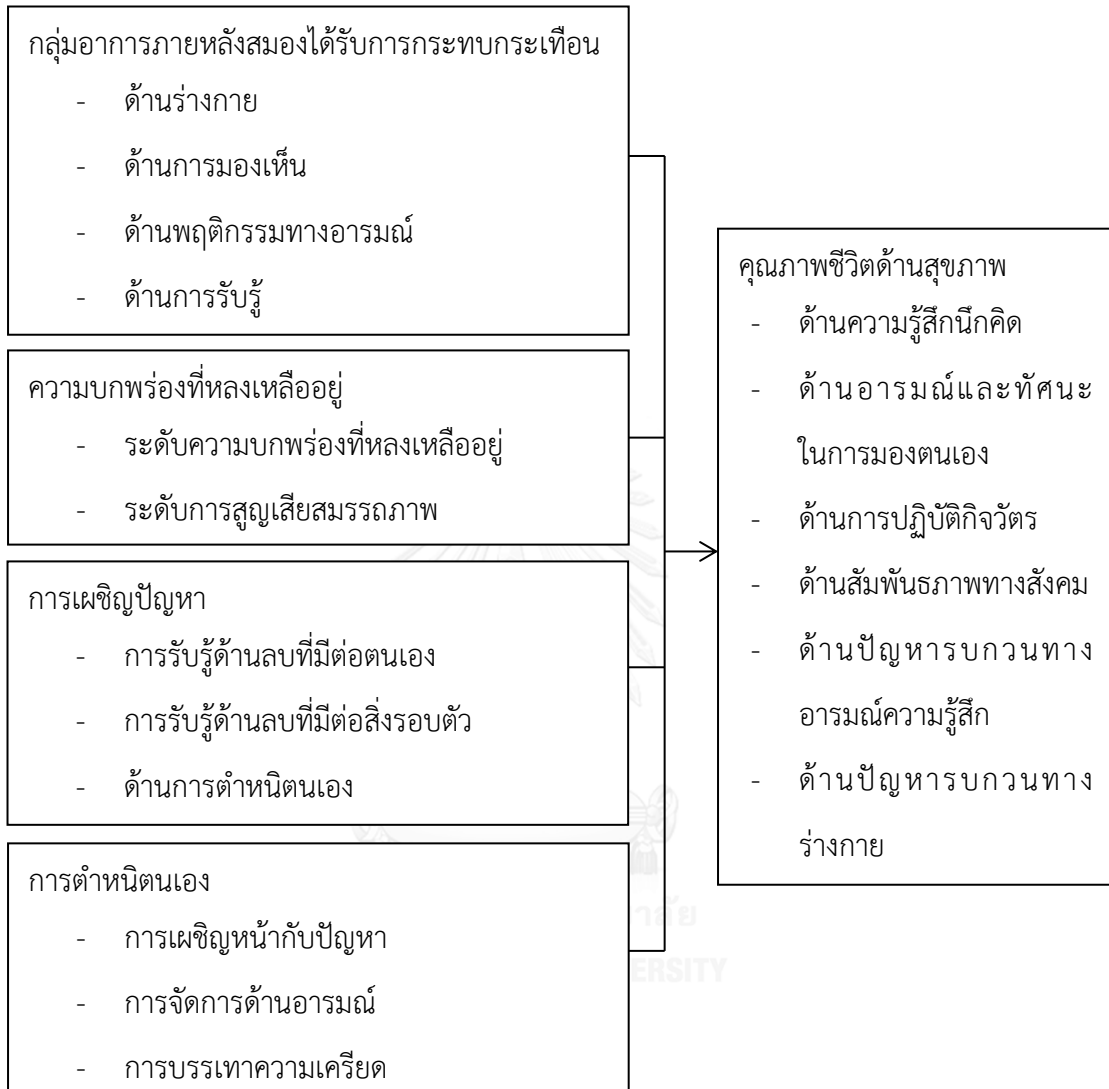 กลุ่มอาการภายหลังสมองได้รับการกระทบกระเทือน
- ด้านร่างกาย
- ด้านการมองเห็น
- ด้านพฤติกรรมทางอารมณ์
- ด้านการรับรู้
ความบกพร่องที่หลงเหลืออยู่
- ระดับความบกพร่องที่หลงเหลืออยู่
- ระดับการสูญเสียสมรรถภาพ
การเผชิญปัญหา
- การรับรู้ด้านลบที่มีต่อตนเอง
- การรับรู้ด้านลบที่มีต่อสิ่งรอบตัว
- ด้านการตำหนิตนเอง
การตำหนิตนเอง
- การเผชิญหน้ากับปัญหา
- การจัดการด้านอารมณ์
- การบรรเทาความเครียด
คุณภาพชีวิตด้านสุขภาพ
- ด้านความรู้สึกนึกคิด
- ด้านอารมณ์และทัศนะ
ในการมองตนเอง
- ด้านการปฏิบัติกิจวัตร
- ด้านสัมพันธภาพทางสังคม
- ด้านปัญหารบกวนทาง
อารมณ์ความรู้สึก
- ด้านปัญหารบกวนทาง
ร่างกาย